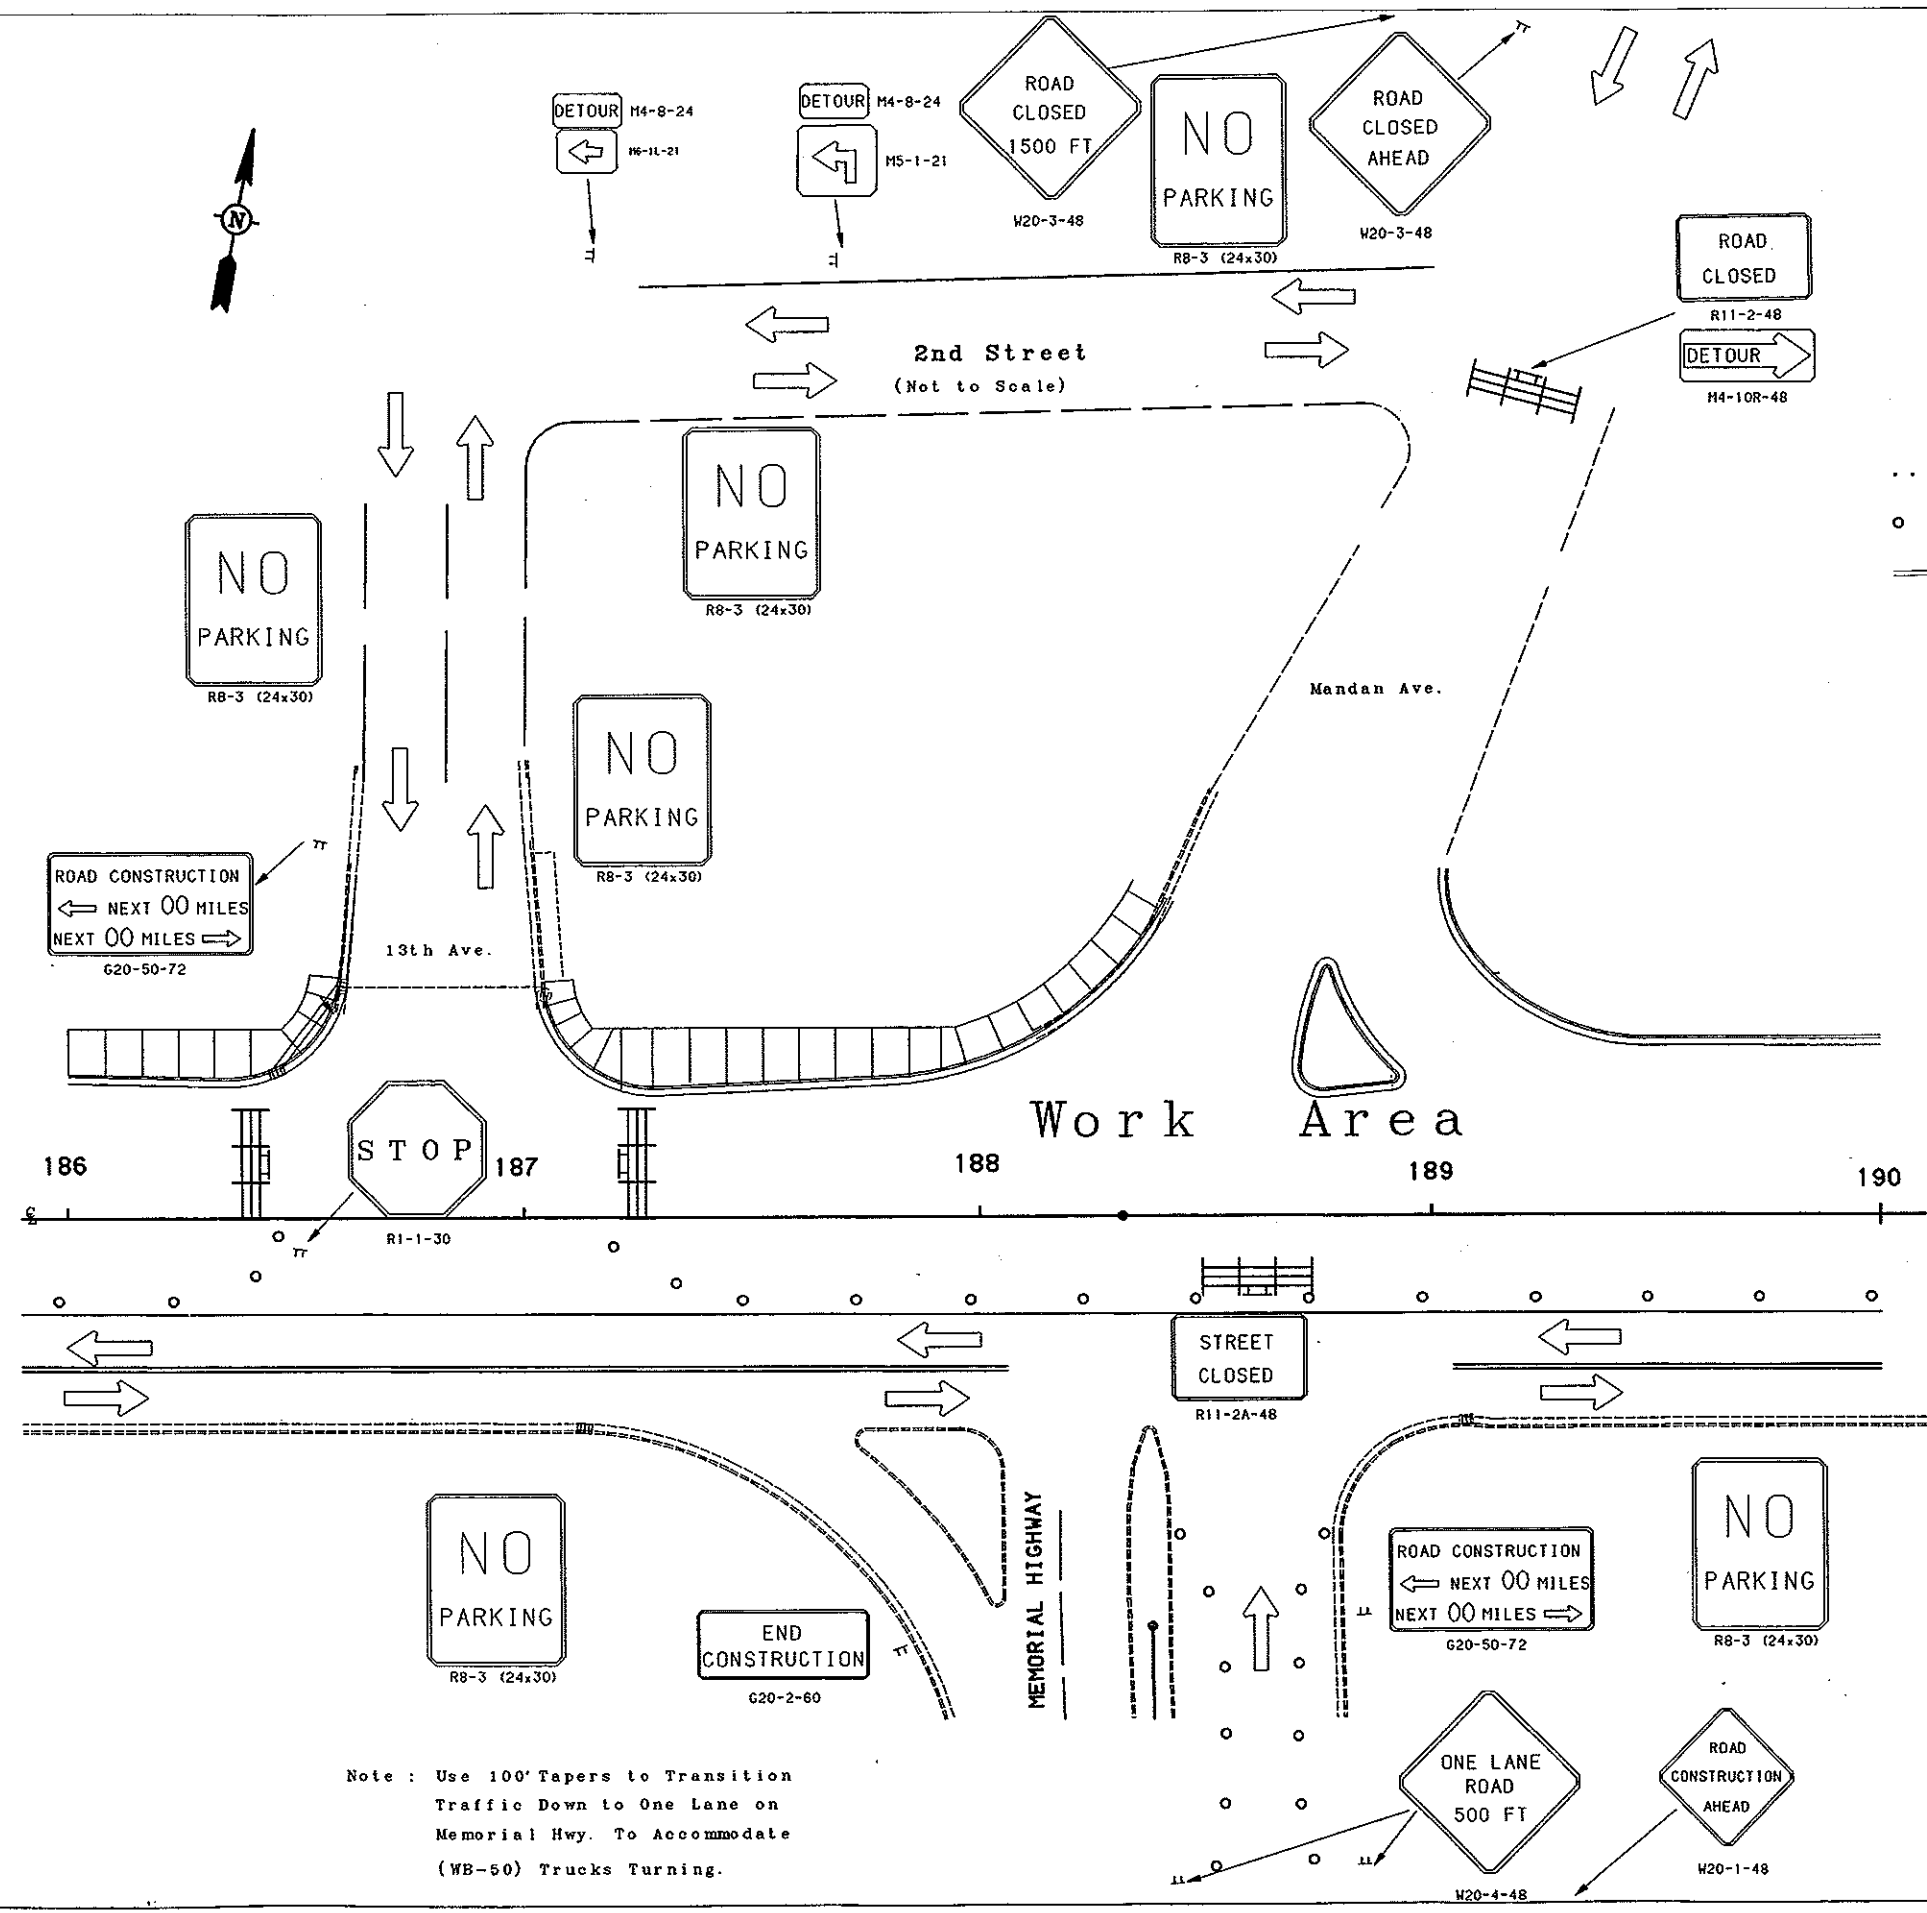 DETOUR M4-8-24
M6-1L-21
DETOUR M4-8-24
M5-1-21
ROAD
CLOSED
1500 FT
W20-3-48
NO
PARKING
R8-3 (24x30)
ROAD
CLOSED
AHEAD
W20-3-48
N
ROAD
CLOSED
R11-2-48
DETOUR
M4-10R-48
2nd Street
(Not to Scale)
NO
PARKING
R8-3 (24x30)
NO
PARKING
R8-3 (24x30)
NO
PARKING
R8-3 (24x30)
Mandan Ave.
ROAD CONSTRUCTION
NEXT 00 MILES
NEXT 00 MILES
G20-50-72
13th Ave.
Work Area
STOP
R1-1-30
186
187
188
189
190
STREET
CLOSED
R11-2A-48
NO
PARKING
R8-3 (24x30)
END
CONSTRUCTION
G20-2-60
MEMORIAL HIGHWAY
ROAD CONSTRUCTION
NEXT 00 MILES
NEXT 00 MILES
G20-50-72
NO
PARKING
R8-3 (24x30)
Note : Use 100' Tapers to Transition
Traffic Down to One Lane on
Memorial Hwy. To Accommodate
(WB-50) Trucks Turning.
ONE LANE
ROAD
500 FT
W20-4-48
ROAD
CONSTRUCTION
AHEAD
W20-1-48